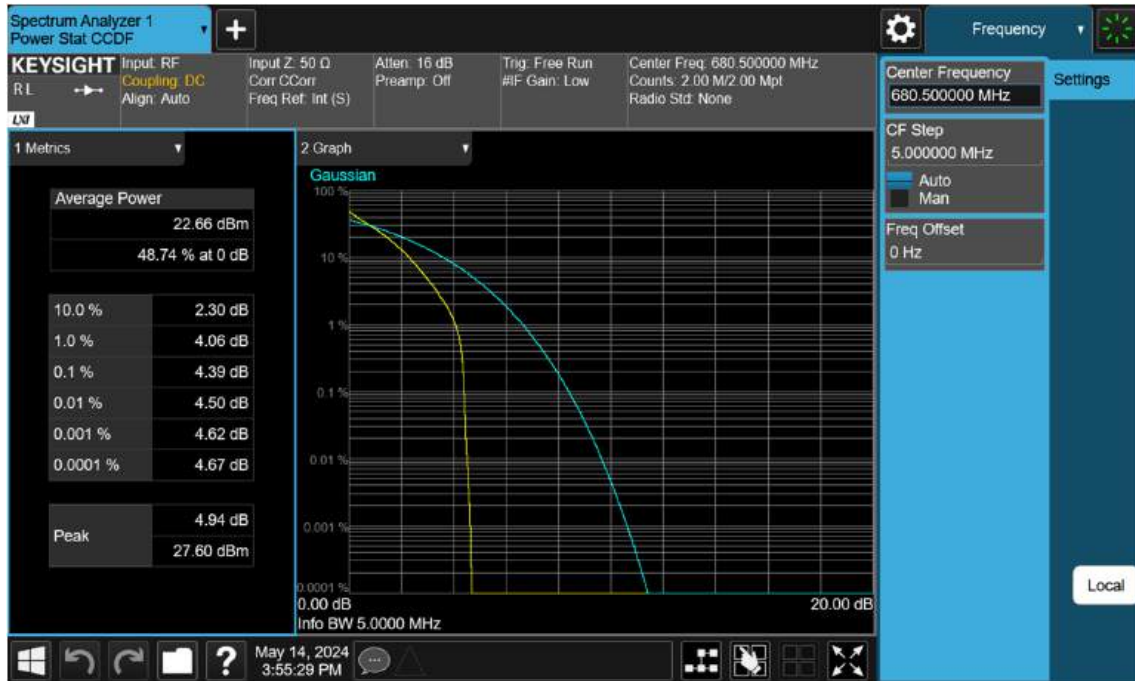 Spectrum Analyzer 1
Power Stat CCDF
+
Frequency
KEYSIGHT
RL
LXI
Input: RF
Coupling: DC
Align: Auto
Input Z: 50 Ω
Corr CCorr
Freq Ref: Int (S)
Atten: 16 dB
Preamp: Off
Trig: Free Run
#IF Gain: Low
Center Freq: 680.500000 MHz
Counts: 2.00 M/2.00 Mpt
Radio Std: None
Center Frequency
680.500000 MHz
Settings
CF Step
5.000000 MHz
Auto
Man
Freq Offset
0 Hz
1 Metrics
Average Power
22.66 dBm
48.74 % at 0 dB
10.0 % 2.30 dB
1.0 % 4.06 dB
0.1 % 4.39 dB
0.01 % 4.50 dB
0.001 % 4.62 dB
0.0001 % 4.67 dB
Peak
4.94 dB
27.60 dBm
2 Graph
Gaussian
100 %
10 %
1 %
0.1 %
0.01 %
0.001 %
0.0001 %
0.00 dB
20.00 dB
Info BW 5.0000 MHz
Local
?
May 14, 2024
3:55:29 PM